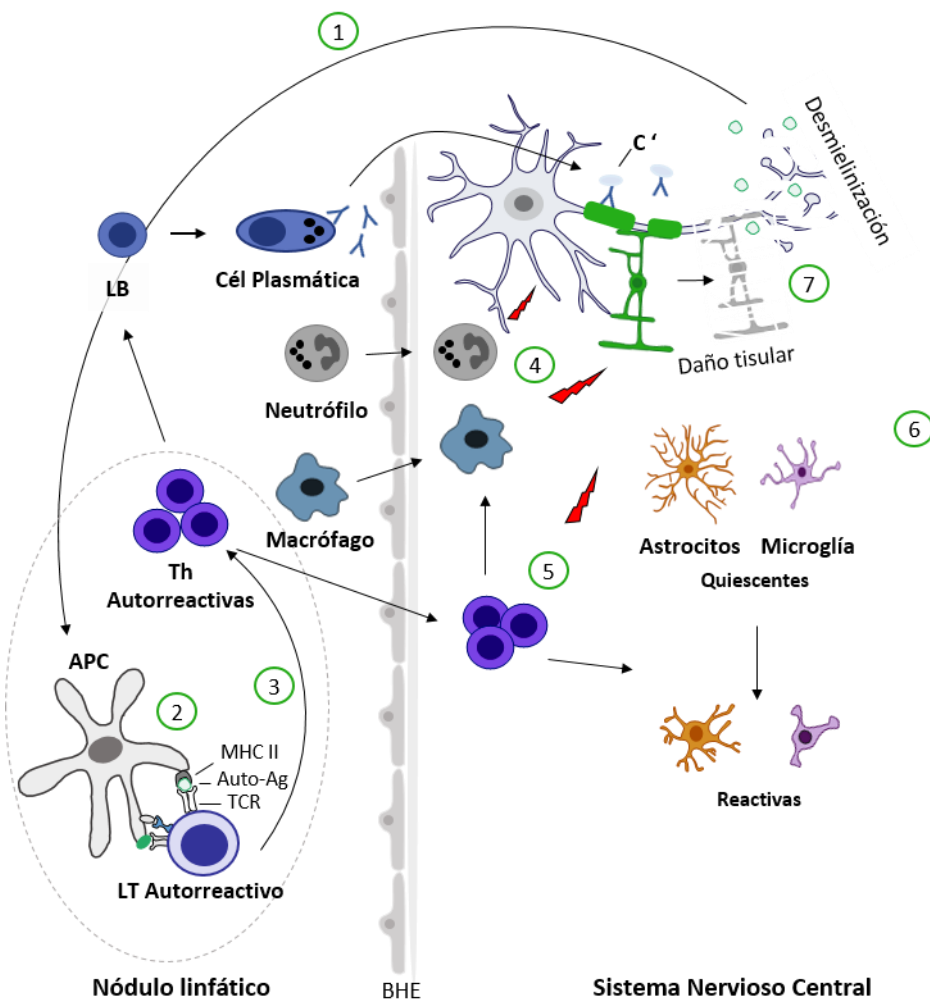 1
Desmielinización
C ‘
LB
Cél Plasmática
7
Daño tisular
4
Neutrófilo
6
Macrófago
Astrocitos
Microglía
Quiescentes
Th
Autorreactivas
5
APC
3
2
MHC II
Auto-Ag
TCR
Reactivas
LT Autorreactivo
Nódulo linfático
BHE
Sistema Nervioso Central